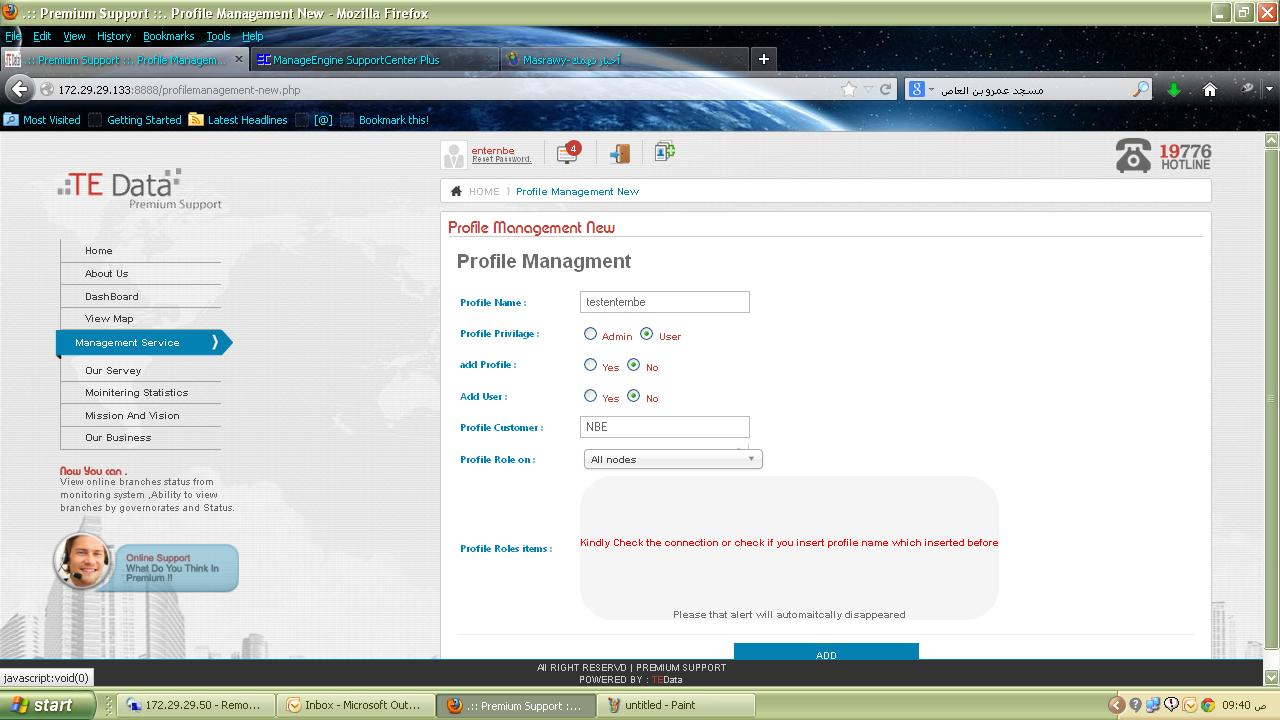 .:: Premium Support ::. Profile Management New - Mozilla Firefox
File Edit View History Bookmarks Tools Help
.:: Premium Support ::. Profile Managem...
ManageEngine SupportCenter Plus
172.29.29.133:8888/profilemanagement-new.php
مسجد عمرو بن العاص
Most Visited Getting Started Latest Headlines [@] Bookmark this!
enternbe
Reset Password.
4
19776
HOTLINE
TE Data
Premium Support
HOME ) Profile Management New
Profile Management New
Profile Managment
Home
About Us
DashBoard
View Map
Management Service
Our Servey
Moinitering Statistics
Mission And Vision
Our Business
Now You can .
View online branches status from
monitoring system ,Ability to view
branches by governorates and Status.
Online Support
What Do You Think In
Premium !!
Profile Name : testenternbe
Profile Privilage : Admin User
add Profile : Yes No
Add User : Yes No
Profile Customer : NBE
Profile Role on : All nodes
Profile Roles items : Kindly Check the connection or check if you insert profile name which inserted before
Please that alert will automaitcally disappeared
ADD
All RIGHT RESERVD | PREMIUM SUPPORT
POWERED BY : TEData
javascript:void(0)
start
172.29.29.50 - Remo...
Inbox - Microsoft Out...
.:: Premium Support :...
untitled - Paint
09:40 ص